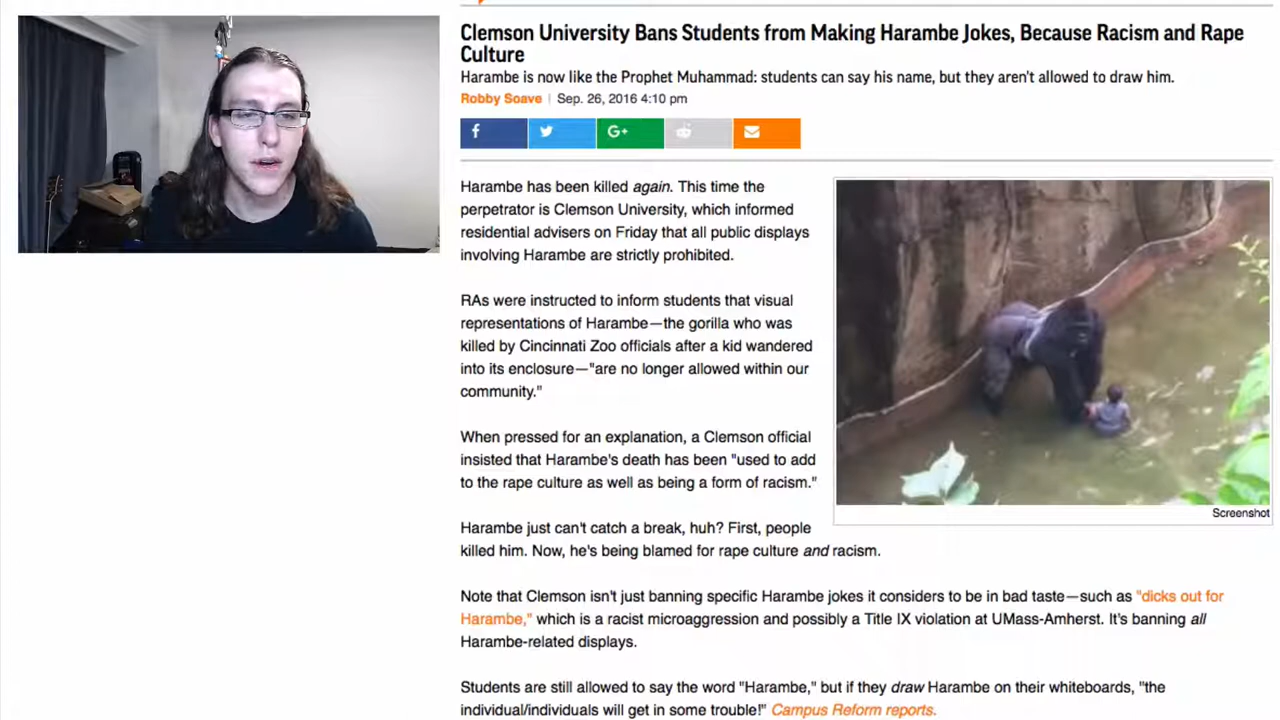 Clemson University Bans Students from Making Harambe Jokes, Because Racism and Rape
Culture
Harambe is now like the Prophet Muhammad: students can say his name, but they aren't allowed to draw him.
Robby Soave | Sep. 26, 2016 4:10 pm
G+
Harambe has been killed again. This time the
perpetrator is Clemson University, which informed
residential advisers on Friday that all public displays
involving Harambe are strictly prohibited.
RAs were instructed to inform students that visual
representations of Harambe—the gorilla who was
killed by Cincinnati Zoo officials after a kid wandered
into its enclosure—"are no longer allowed within our
community."
When pressed for an explanation, a Clemson official
insisted that Harambe's death has been "used to add
to the rape culture as well as being a form of racism."
Screenshot
Harambe just can't catch a break, huh? First, people
killed him. Now, he's being blamed for rape culture and racism.
Note that Clemson isn't just banning specific Harambe jokes it considers to be in bad taste—such as "dicks out for
Harambe," which is a racist microaggression and possibly a Title IX violation at UMass-Amherst. It's banning all
Harambe-related displays.
Students are still allowed to say the word "Harambe," but if they draw Harambe on their whiteboards, "the
individual/individuals will get in some trouble!" Campus Reform reports.